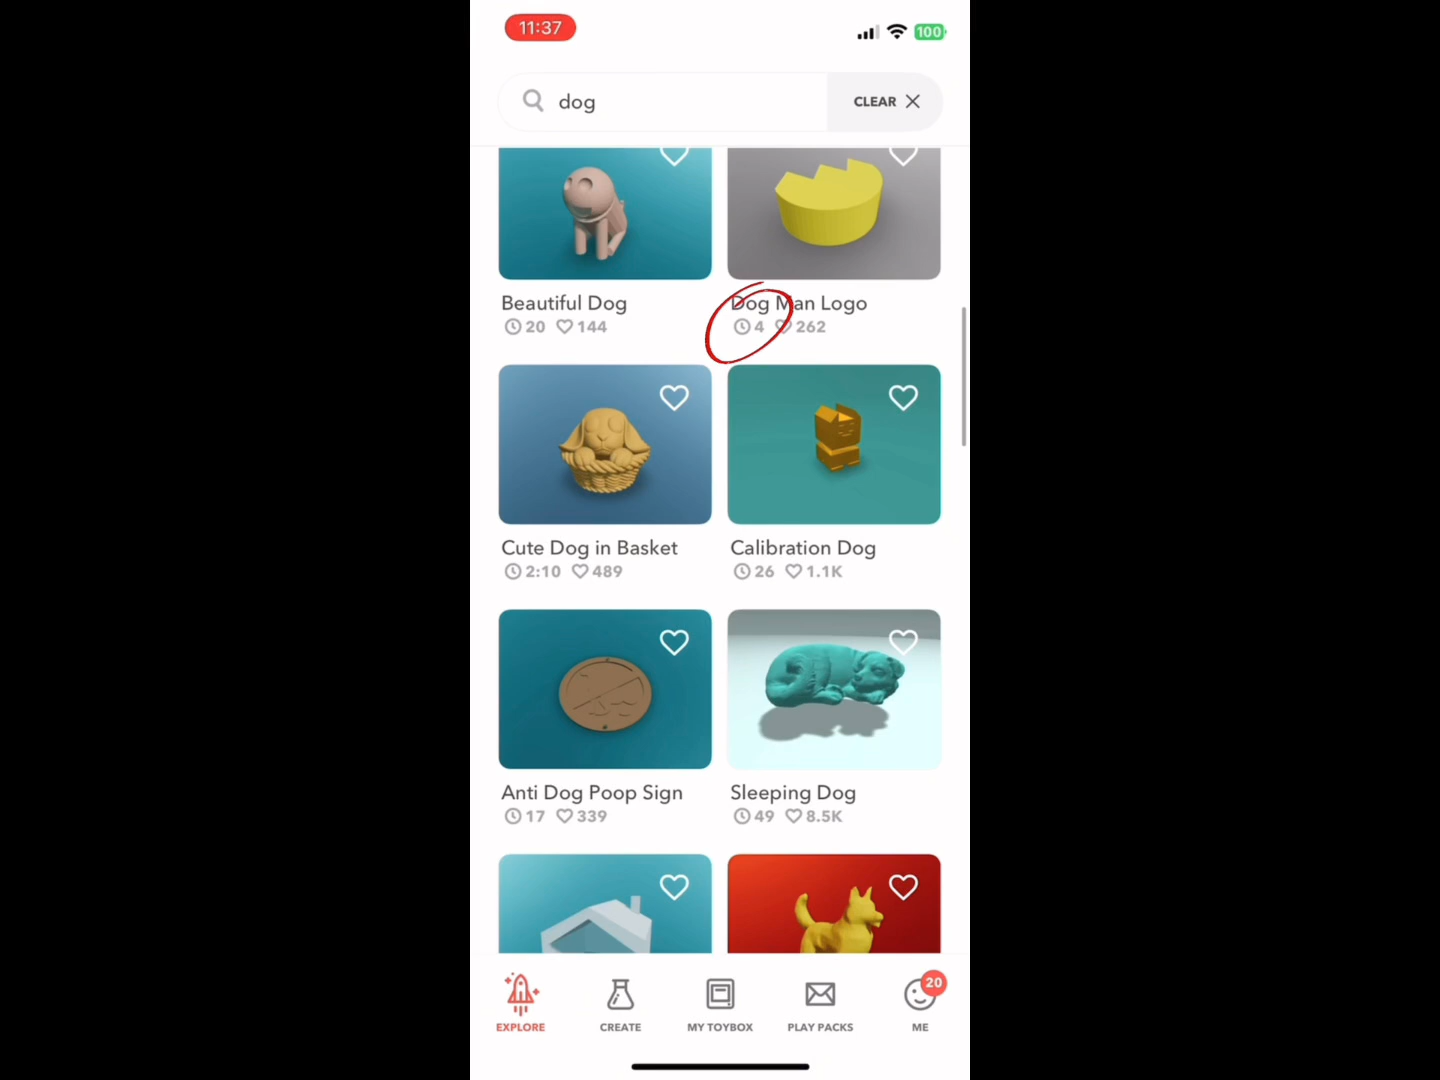 11:37
100
dog
CLEAR
Beautiful Dog
Dog Man Logo
20 144
4 262
Cute Dog in Basket
Calibration Dog
2:10 489
26 1.1K
Anti Dog Poop Sign
Sleeping Dog
17 339
49 8.5K
20
EXPLORE
CREATE
MY TOYBOX
PLAY PACKS
ME